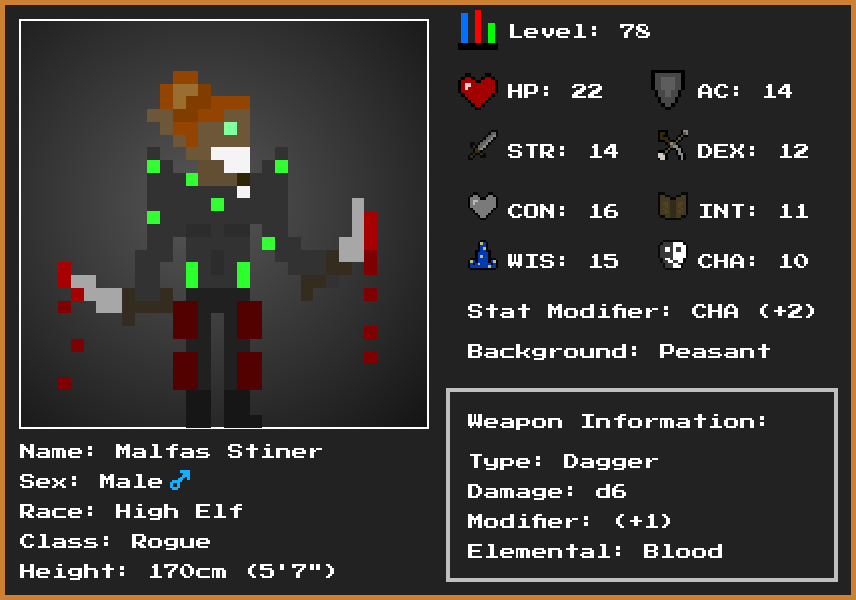 Level: 78
HP: 22
AC: 14
STR: 14
DEX: 12
CON: 16
INT: 11
WIS: 15
CHA: 10
Stat Modifier: CHA (+2)
Background: Peasant
Weapon Information:
Type: Dagger
Damage: d6
Modifier: (+1)
Elemental: Blood
Name: Malfas Stiner
Sex: Male♂
Race: High Elf
Class: Rogue
Height: 170cm (5'7")